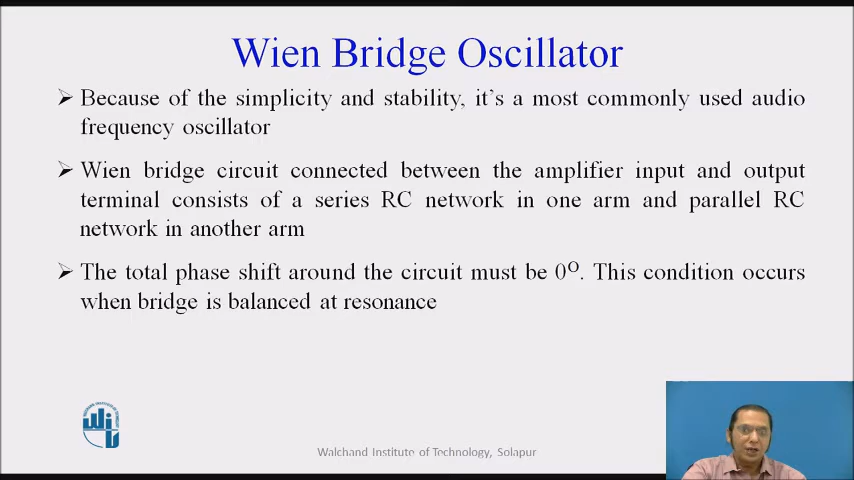 Wien Bridge Oscillator
➢ Because of the simplicity and stability, it's a most commonly used audio
frequency oscillator
➢ Wien bridge circuit connected between the amplifier input and output
terminal consists of a series RC network in one arm and parallel RC
network in another arm
➢ The total phase shift around the circuit must be 0ᴼ. This condition occurs
when bridge is balanced at resonance
Walchand Institute of Technology, Solapur